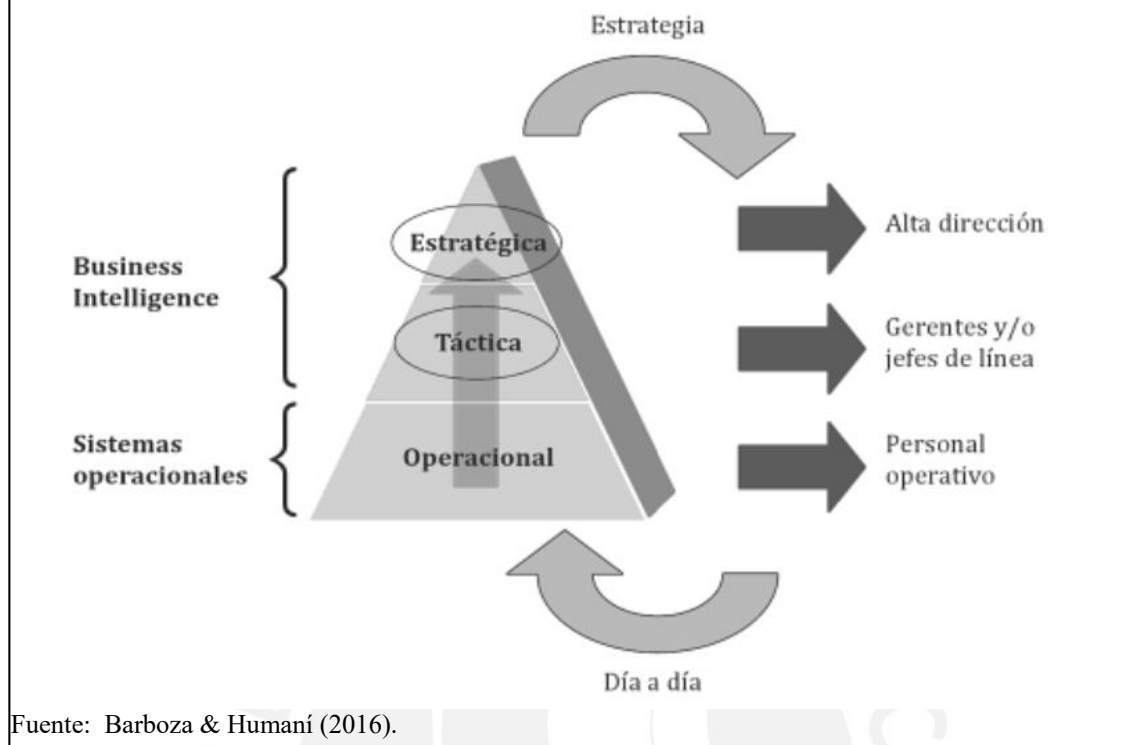 Estrategia
Estratégica
Alta dirección
Business
Intelligence
Táctica
Gerentes y/o
jefes de línea
Sistemas
operacionales
Operacional
Personal
operativo
Día a día
Fuente: Barboza & Humaní (2016).